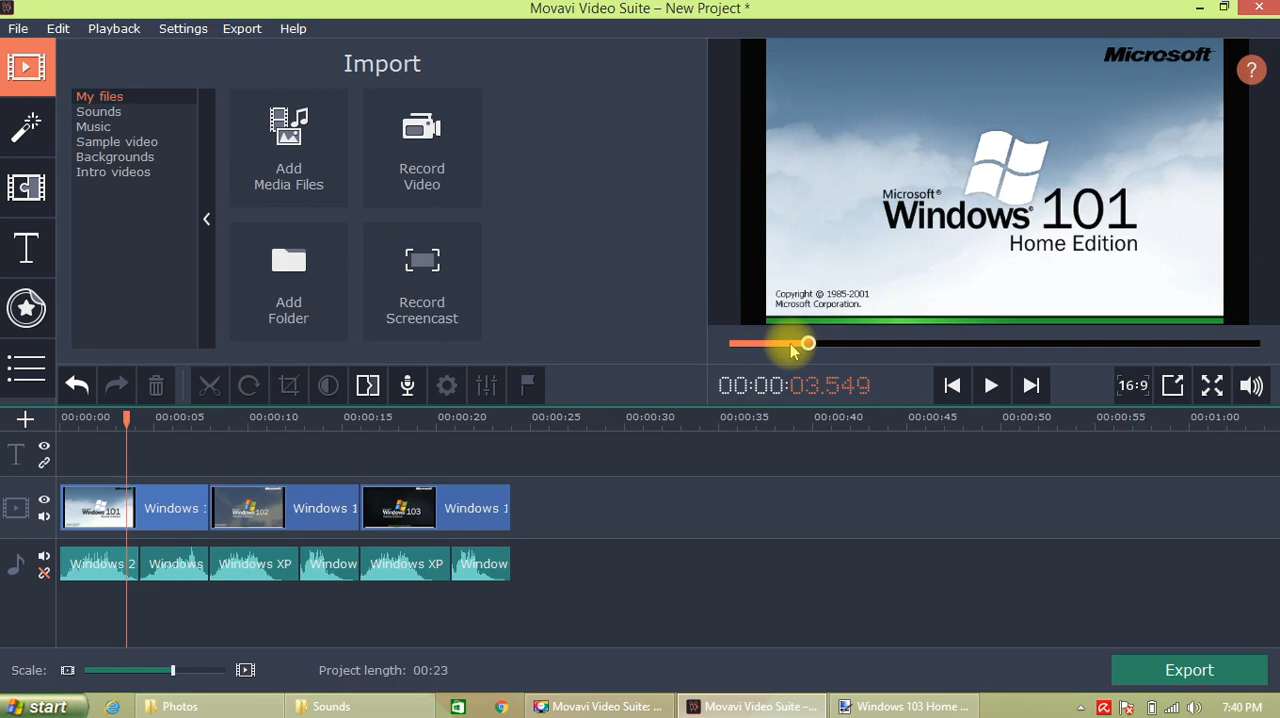 Movavi Video Suite – New Project *
File Edit Playback Settings Export Help
Import
My files
Sounds
Music
Sample video
Backgrounds
Intro videos
Add
Media Files
Record
Video
Add
Folder
Record
Screencast
Microsoft
?
Microsoft®
Windows® 101
Home Edition
Copyright © 1985-2001
Microsoft Corporation.
00:00:03.549
16:9
00:00:00 00:00:05 00:00:10 00:00:15 00:00:20 00:00:25 00:00:30 00:00:35 00:00:40 00:00:45 00:00:50 00:00:55 00:01:00
T
Windows 1 Windows 1 Windows 1
Windows 2 Windows Windows XP Window Windows XP Window
Scale:
Project length: 00:23
Export
start
Photos
Sounds
Movavi Video Suite: ...
Movavi Video Suite –...
Windows 103 Home ...
7:40 PM